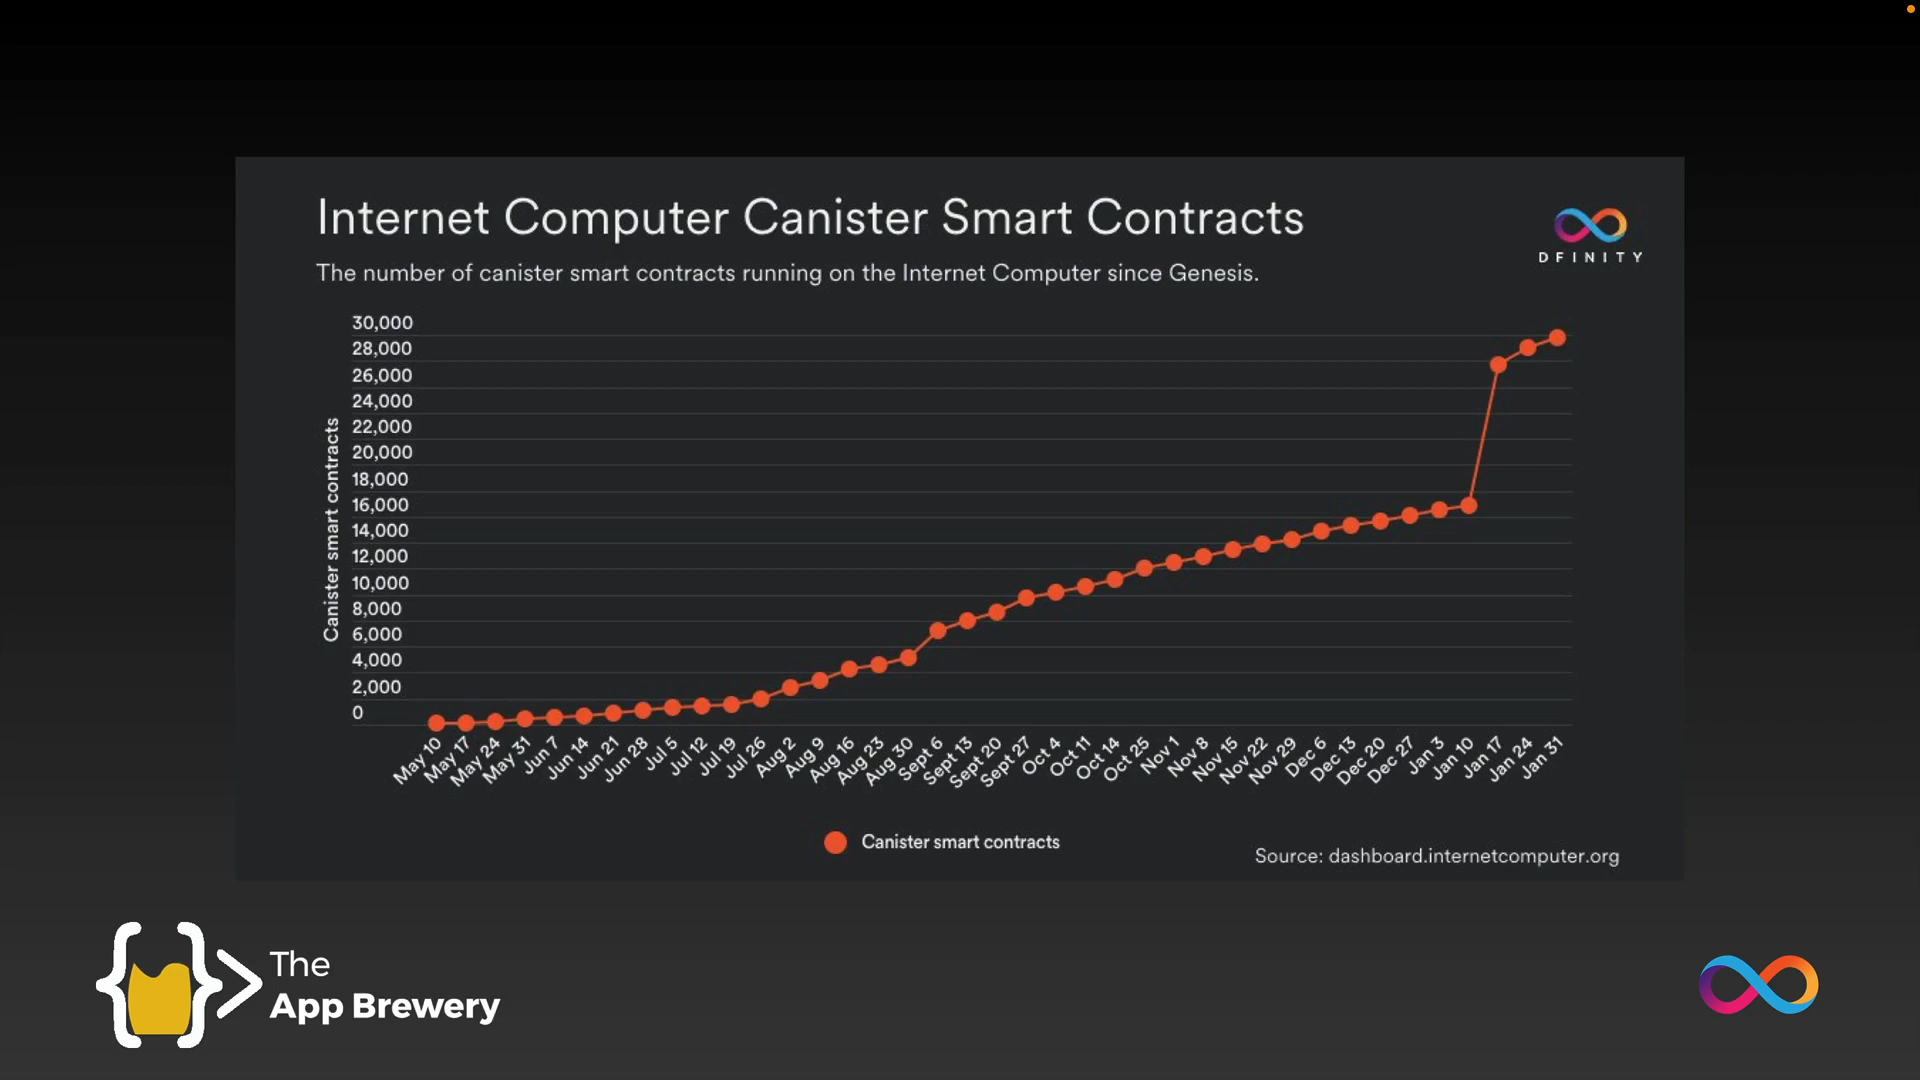 Internet Computer Canister Smart Contracts
The number of canister smart contracts running on the Internet Computer since Genesis.
DFINITY
30,000
28,000
26,000
24,000
22,000
20,000
18,000
16,000
14,000
12,000
10,000
8,000
6,000
4,000
2,000
0
Canister smart contracts
May 10
May 17
May 24
May 31
Jun 7
Jun 14
Jun 21
Jun 28
Jul 5
Jul 12
Jul 19
Jul 26
Aug 2
Aug 9
Aug 16
Aug 23
Aug 30
Sept 6
Sept 13
Sept 20
Sept 27
Oct 4
Oct 11
Oct 14
Oct 25
Nov 1
Nov 8
Nov 15
Nov 22
Nov 29
Dec 6
Dec 13
Dec 20
Dec 27
Jan 3
Jan 10
Jan 17
Jan 24
Jan 31
Canister smart contracts
Source: dashboard.internetcomputer.org
The
App Brewery